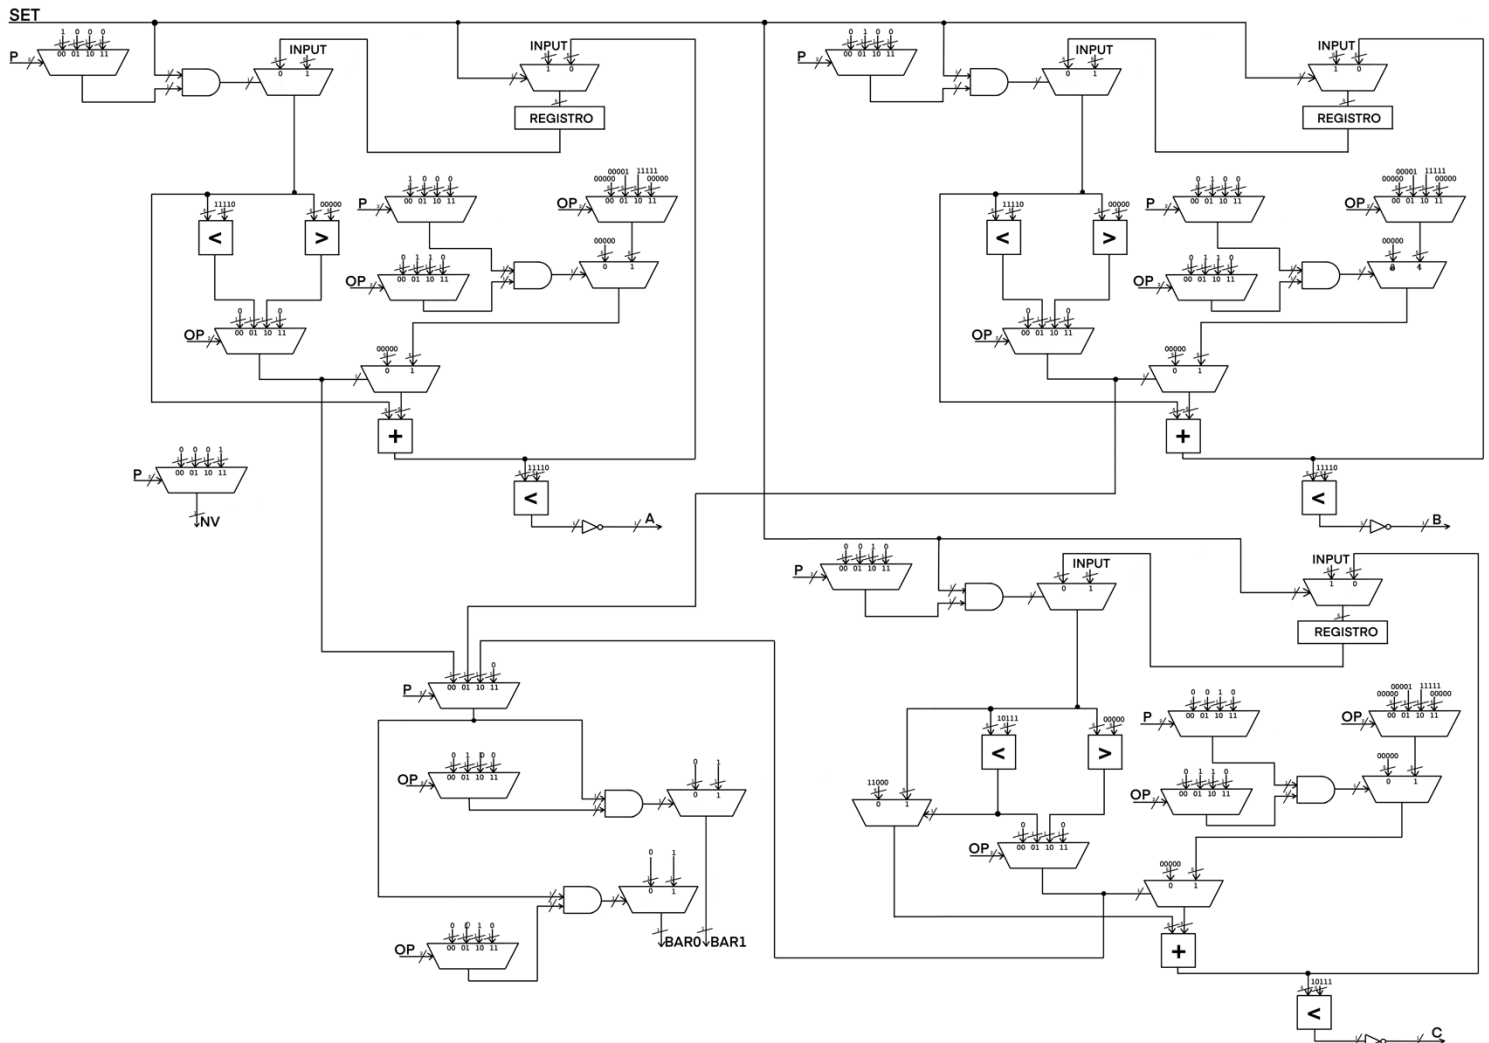 SET
1 0 0 0
P
00 01 10 11
INPUT
0 1
INPUT
1 0
REGISTRO
0 1 0 0
P
00 01 10 11
INPUT
0 1
INPUT
1 0
REGISTRO
11110
<
00000
>
1 0 0 0
P
00 01 10 11
00001 11111
00000 00000
OP
00 01 10 11
0 1 1 0
OP
00 01 10 11
00000
0 1
0 0
OP
00 01 10 11
00000
0 1
+
11110
<
A
0 0 0 1
P
00 01 10 11
NV
11110
<
00000
>
0 1 0 0
P
00 01 10 11
00001 11111
00000 00000
OP
00 01 10 11
0 1 1 0
OP
00 01 10 11
00000
0 0
OP
00 01 10 11
00000
0 1
+
11110
<
B
0 0 1 0
P
00 01 10 11
INPUT
0 1
INPUT
1 0
REGISTRO
0
P
00 01 10 11
0 1 1 0
OP
00 01 10 11
0 1
0 1
0 1
0 1
0 1 0
OP
00 01 10 11
BAR0 BAR1
10111
<
00000
>
11000
0 1
0 0 1 0
P
00 01 10 11
00001 11111
00000 00000
OP
00 01 10 11
0 1 1 0
OP
00 01 10 11
00000
0 1
0 0
OP
00 01 10 11
00000
0 1
+
10111
<
C